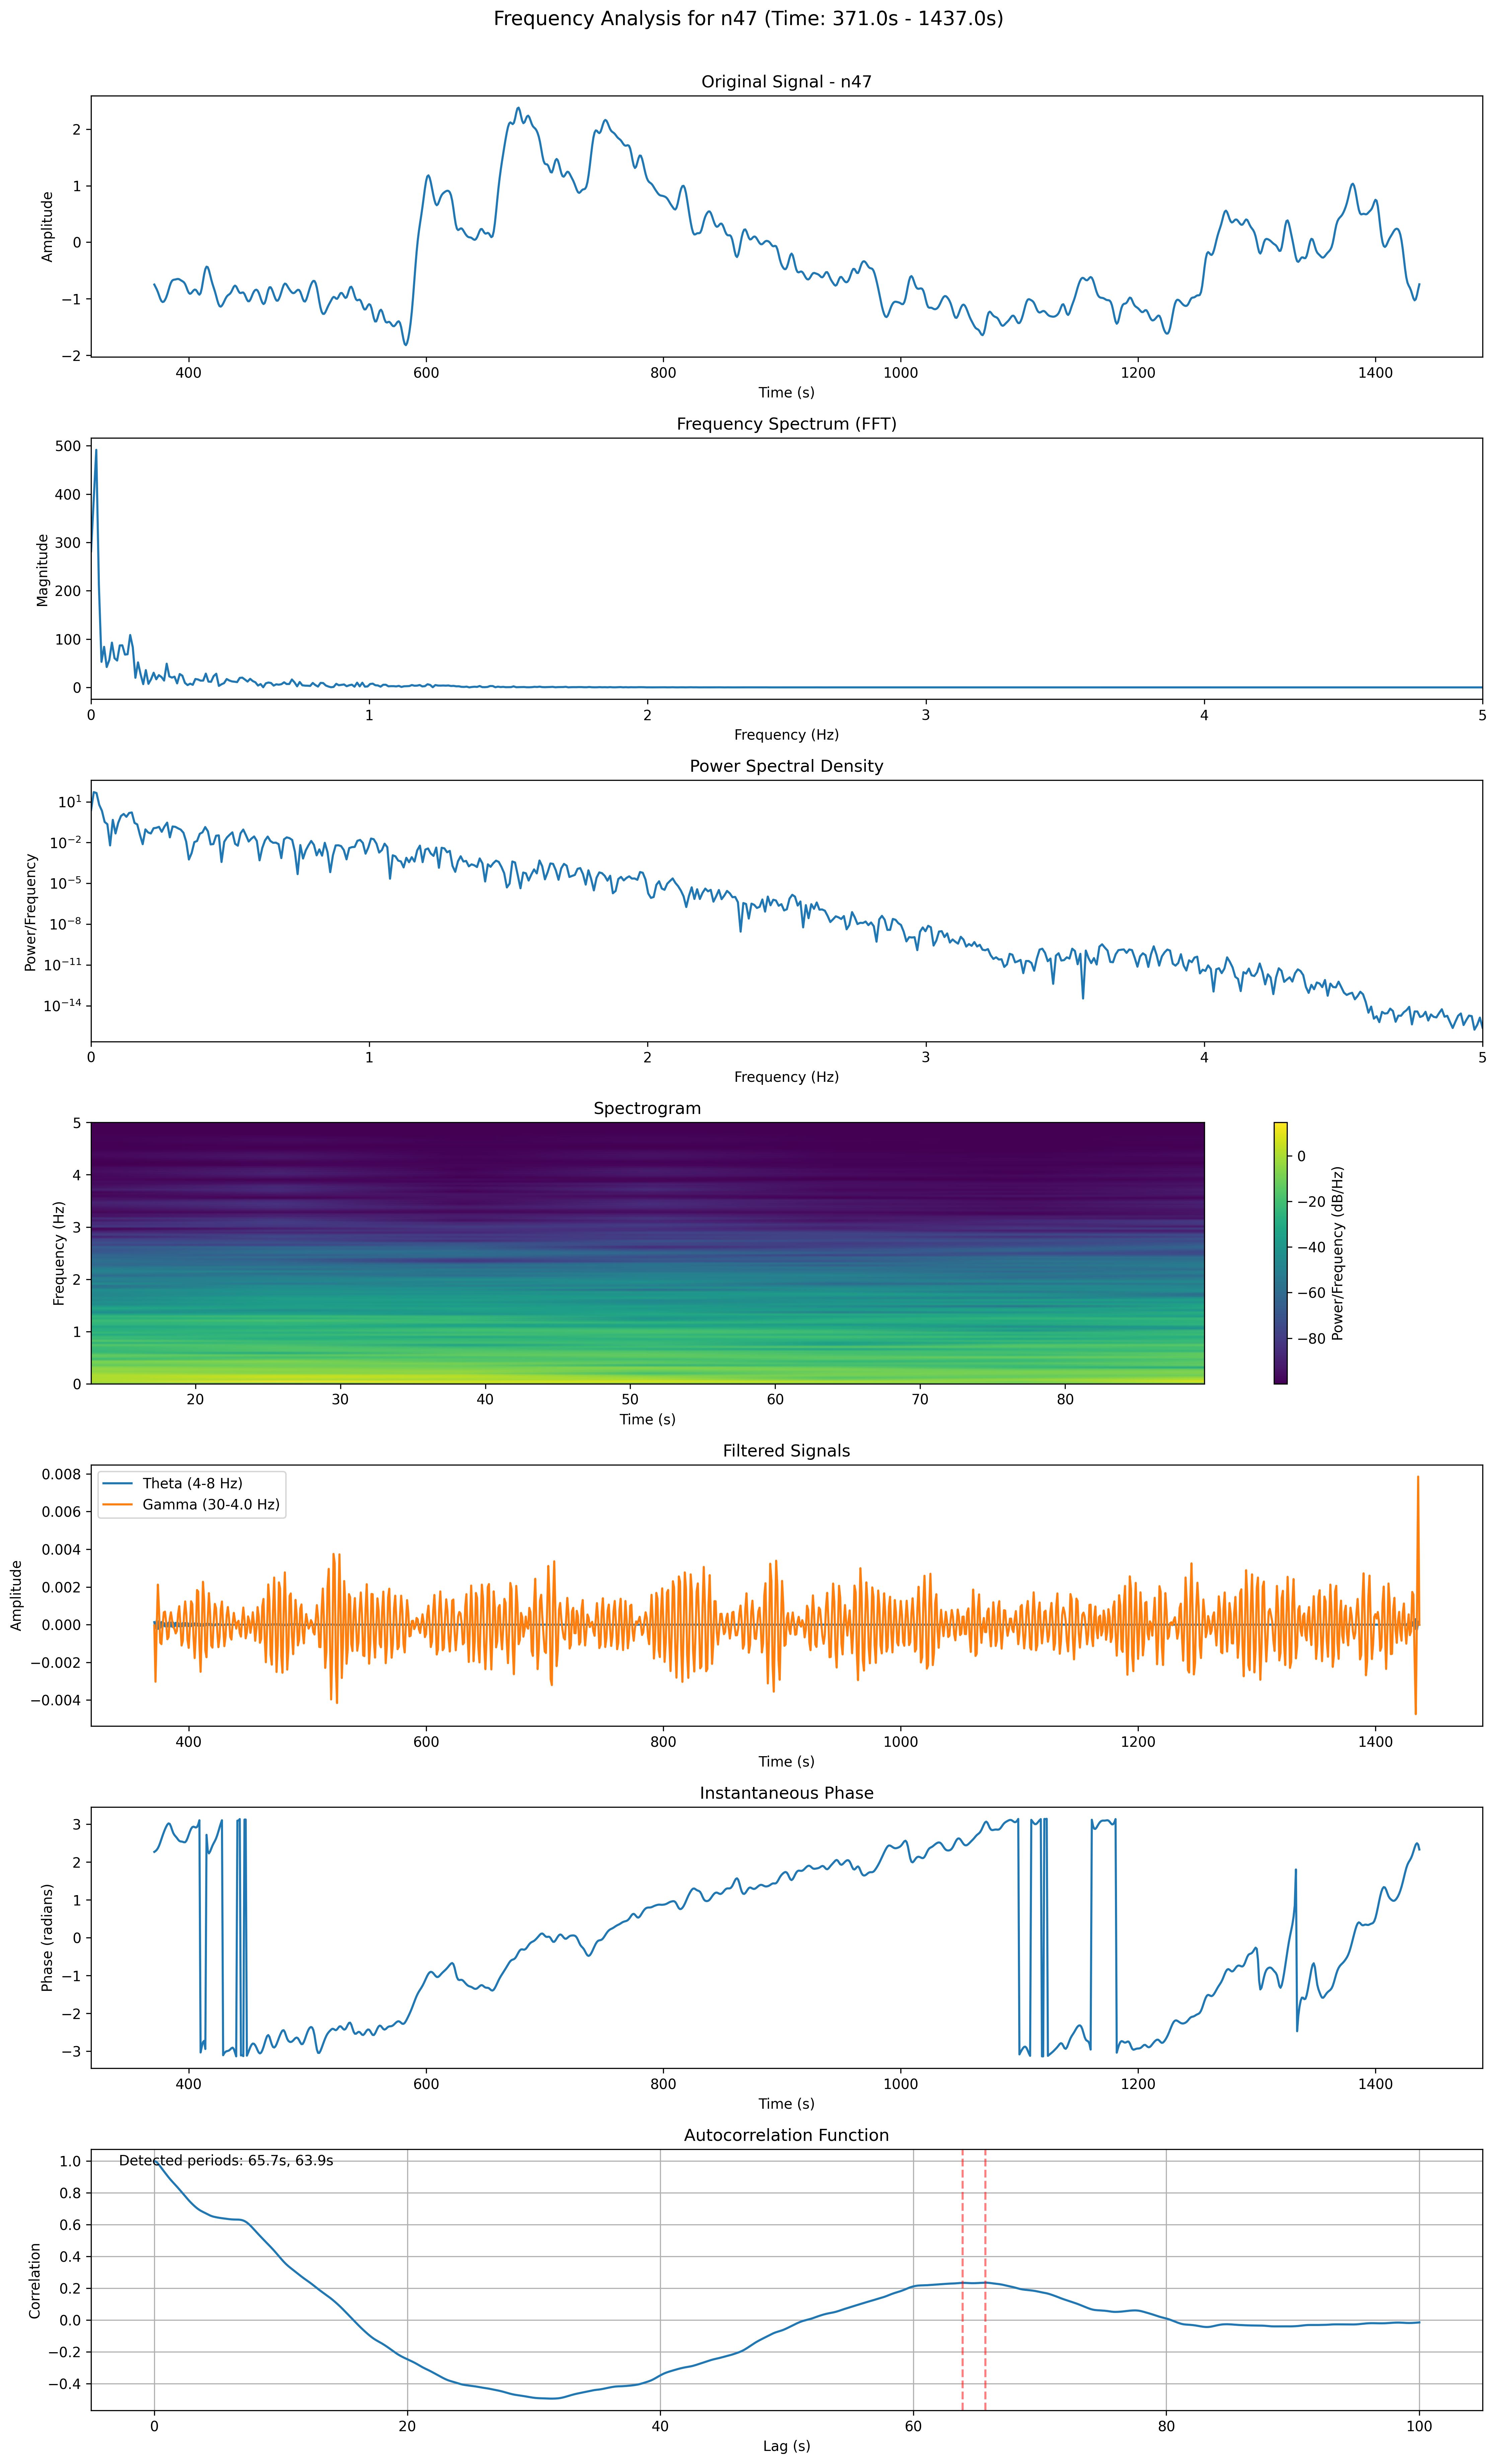 Frequency Analysis for n47 (Time: 371.0s - 1437.0s)
Original Signal - n47
Amplitude
2
1
0
−1
−2
400 600 800 1000 1200 1400
Time (s)
Frequency Spectrum (FFT)
Magnitude
500
400
300
200
100
0
0 1 2 3 4 5
Frequency (Hz)
Power Spectral Density
Power/Frequency
10¹
10⁻²
10⁻⁵
10⁻⁸
10⁻¹¹
10⁻¹⁴
0 1 2 3 4 5
Frequency (Hz)
Spectrogram
Frequency (Hz)
5
4
3
2
1
0
20 30 40 50 60 70 80
Time (s)
0
−20
−40
−60
−80
Power/Frequency (dB/Hz)
Filtered Signals
Theta (4-8 Hz)
Gamma (30-4.0 Hz)
Amplitude
0.008
0.006
0.004
0.002
0.000
−0.002
−0.004
400 600 800 1000 1200 1400
Time (s)
Instantaneous Phase
Phase (radians)
3
2
1
0
−1
−2
−3
400 600 800 1000 1200 1400
Time (s)
Autocorrelation Function
Detected periods: 65.7s, 63.9s
Correlation
1.0
0.8
0.6
0.4
0.2
0.0
−0.2
−0.4
0 20 40 60 80 100
Lag (s)